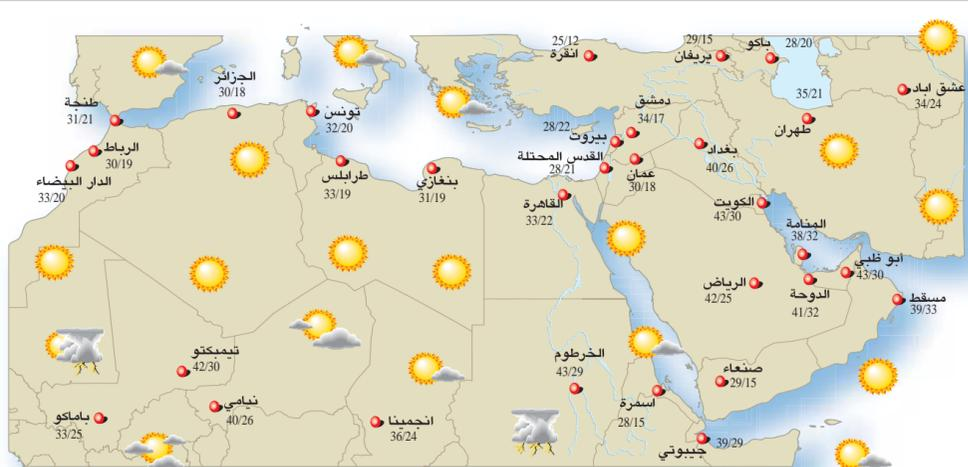 25/12
انقرة
29/15
يريفان
باكو
28/20
35/21
عشق اباد
34/24
طهران
الجزائر
30/18
طنجة
31/21
تونس
32/20
دمشق
34/17
28/22
بيروت
بغداد
40/26
الرباط
30/19
القدس المحتلة
28/21
عمان
30/18
الدار البيضاء
33/20
طرابلس
33/19
بنغازي
31/19
القاهرة
33/22
الكويت
43/30
المنامة
38/32
أبو ظبي
43/30
الرياض
42/25
الدوحة
41/32
مسقط
39/33
تيمبكتو
42/30
الخرطوم
43/29
صنعاء
29/15
نيامي
40/26
اسمرة
28/15
باماكو
33/25
انجمينا
36/24
39/29
جيبوتي